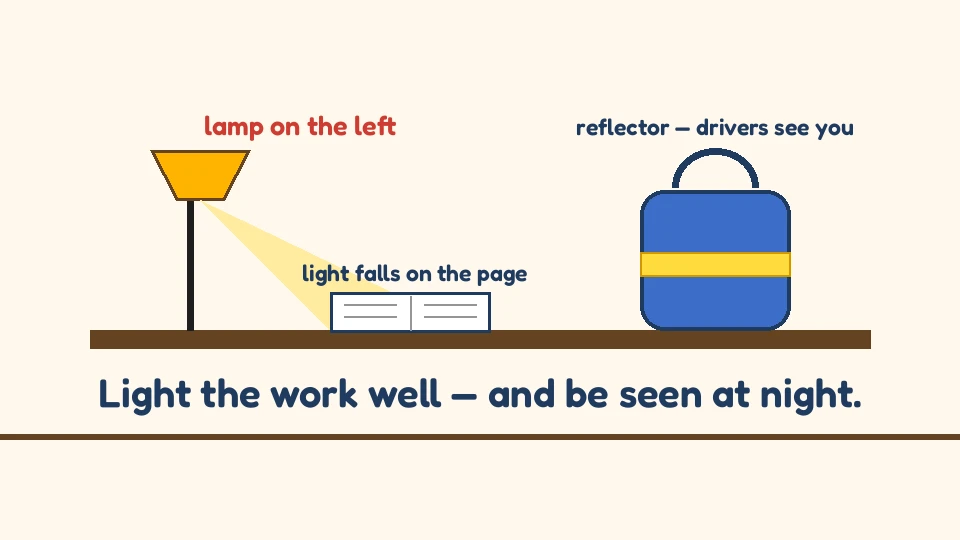 lamp on the left
reflector — drivers see you
light falls on the page
Light the work well — and be seen at night.